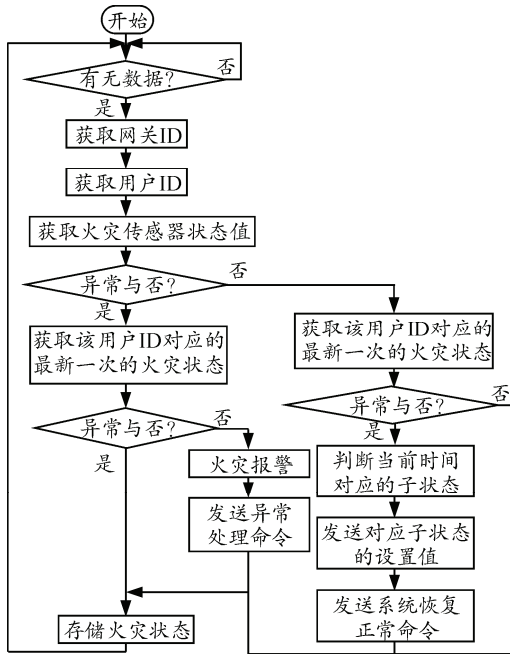 开始
有无数据?
否
是
获取网关ID
获取用户ID
获取火灾传感器状态值
异常与否?
否
是
获取该用户ID对应的
最新一次的火灾状态
异常与否?
否
是
火灾报警
发送异常
处理命令
存储火灾状态
获取该用户ID对应的
最新一次的火灾状态
异常与否?
否
是
判断当前时间
对应的子状态
发送对应子状态
的设置值
发送系统恢复
正常命令